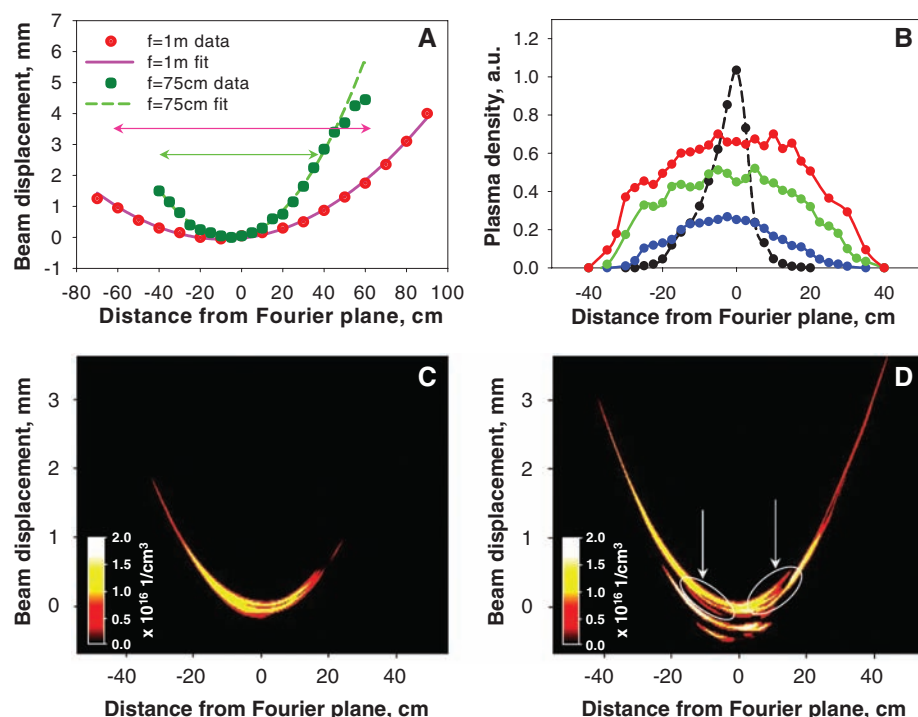 A
Beam displacement, mm
7
6
5
4
3
2
1
0
-1
f=1m data
f=1m fit
f=75cm data
f=75cm fit
-80 -60 -40 -20 0 20 40 60 80 100
Distance from Fourier plane, cm
B
Plasma density, a.u.
1.2
1.0
0.8
0.6
0.4
0.2
0.0
-40 -20 0 20 40
Distance from Fourier plane, cm
C
Beam displacement, mm
3
2
1
0
2.0
1.5
1.0
0.5
0.0
x 10¹⁶ 1/cm³
-40 -20 0 20 40
Distance from Fourier plane, cm
D
Beam displacement, mm
3
2
1
0
2.0
1.5
1.0
0.5
0.0
x 10¹⁶ 1/cm³
-40 -20 0 20 40
Distance from Fourier plane, cm